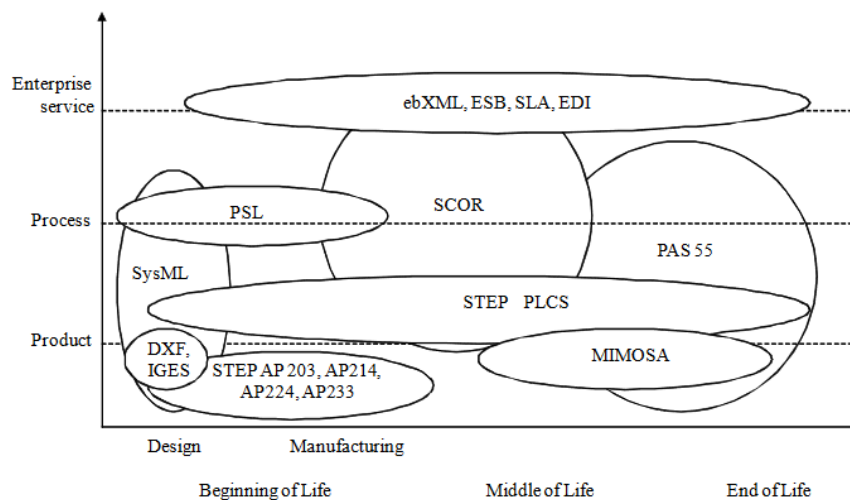 Enterprise
service
ebXML, ESB, SLA, EDI
Process
PSL
SCOR
PAS 55
SysML
STEP PLCS
Product
DXF,
IGES
STEP AP 203, AP214,
AP224, AP233
MIMOSA
Design
Manufacturing
Beginning of Life
Middle of Life
End of Life